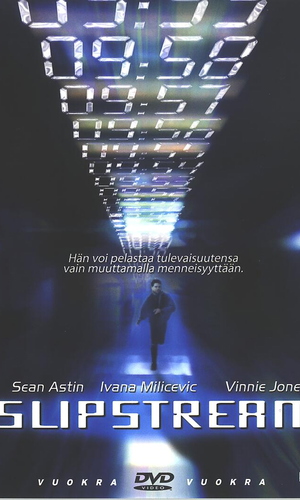 09:58
09:57
Hän voi pelastaa tulevaisuutensa
vain muuttamalla menneisyyttään.
Sean Astin Ivana Milicevic Vinnie Jone
SLIPSTREAM
VUOKRA DVD VIDEO VUOKRA